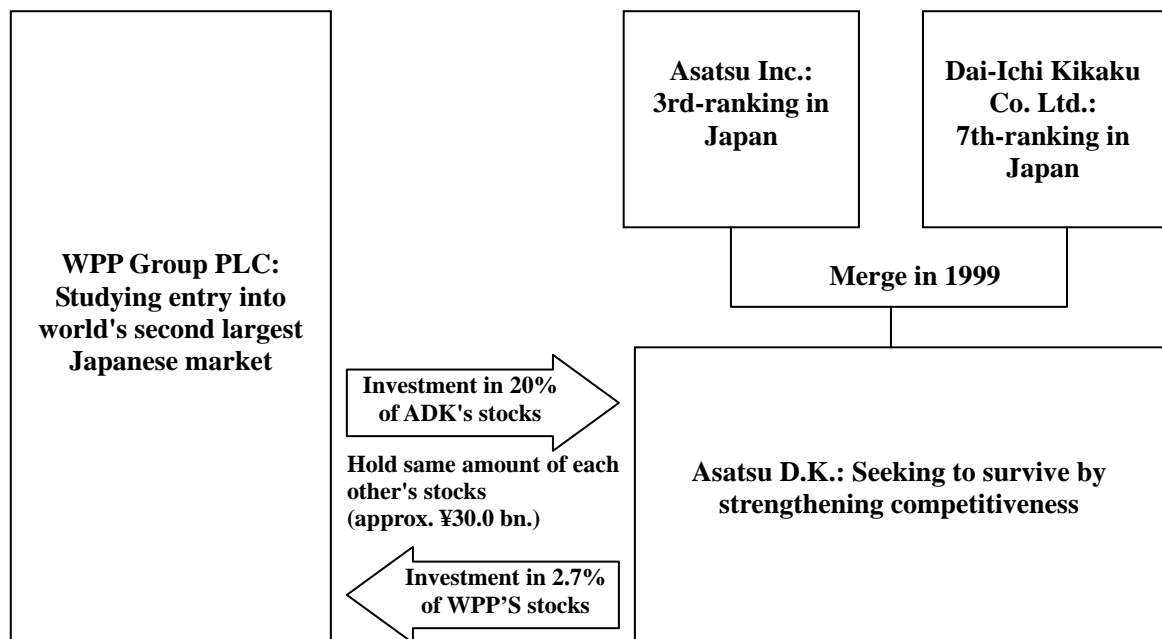 WPP Group PLC:
Studying entry into
world's second largest
Japanese market
Asatsu Inc.:
3rd-ranking in
Japan
Dai-Ichi Kikaku
Co. Ltd.:
7th-ranking in
Japan
Merge in 1999
Investment in 20%
of ADK's stocks
Hold same amount of each
other's stocks
(approx. ¥30.0 bn.)
Investment in 2.7%
of WPP’S stocks
Asatsu D.K.: Seeking to survive by
strengthening competitiveness